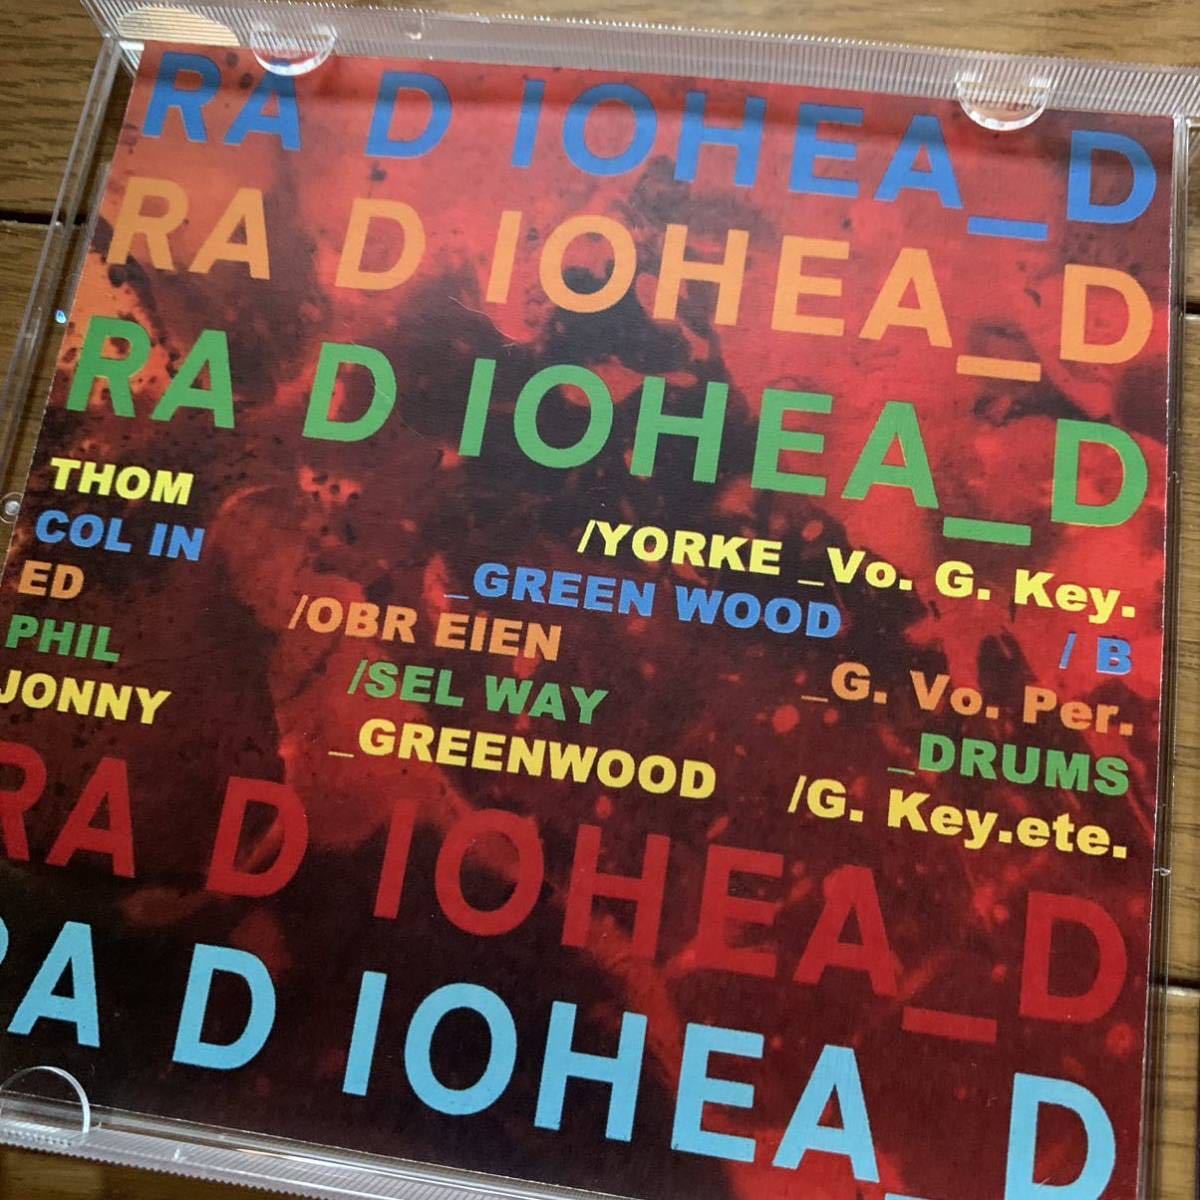 RA D IOHEA_D
RA D IOHEA_D
RA D IOHEA_D
THOM /YORKE _Vo. G. Key.
COL IN _GREEN WOOD / B
ED /OBR EIEN _G. Vo. Per.
PHIL /SEL WAY _DRUMS
JONNY _GREENWOOD /G. Key.ete.
RA D IOHEA_D
RA D IOHEA_D